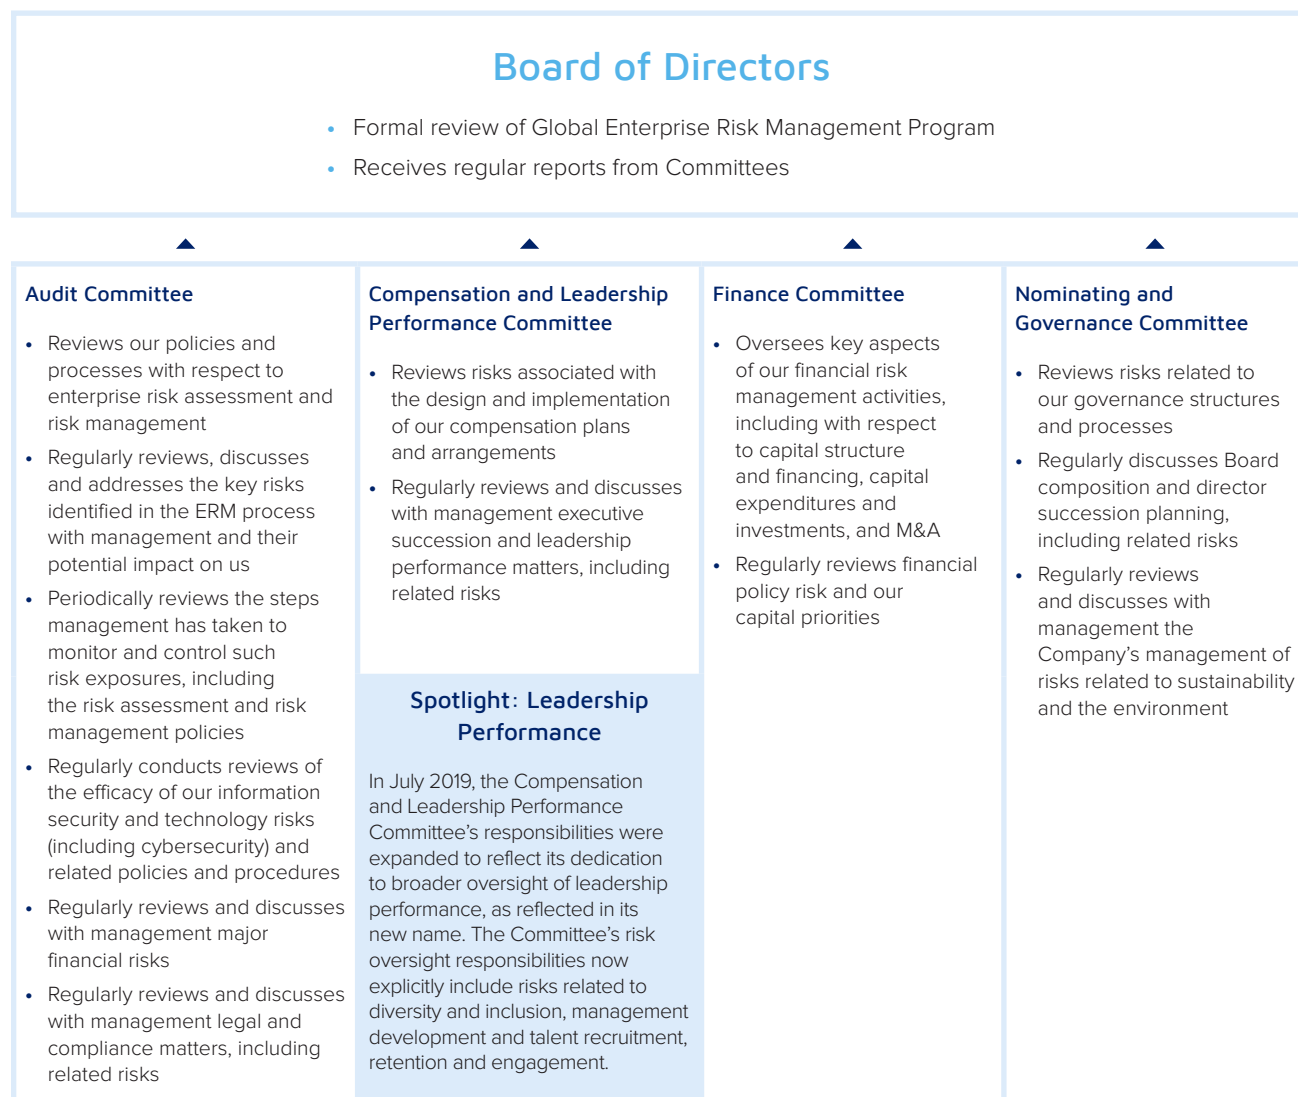 Board of Directors
• Formal review of Global Enterprise Risk Management Program
• Receives regular reports from Committees
Audit Committee
• Reviews our policies and
processes with respect to
enterprise risk assessment and
risk management
• Regularly reviews, discusses
and addresses the key risks
identified in the ERM process
with management and their
potential impact on us
• Periodically reviews the steps
management has taken to
monitor and control such
risk exposures, including
the risk assessment and risk
management policies
• Regularly conducts reviews of
the efficacy of our information
security and technology risks
(including cybersecurity) and
related policies and procedures
• Regularly reviews and discusses
with management major
financial risks
• Regularly reviews and discusses
with management legal and
compliance matters, including
related risks
Compensation and Leadership
Performance Committee
• Reviews risks associated with
the design and implementation
of our compensation plans
and arrangements
• Regularly reviews and discusses
with management executive
succession and leadership
performance matters, including
related risks
Spotlight: Leadership
Performance
In July 2019, the Compensation
and Leadership Performance
Committee’s responsibilities were
expanded to reflect its dedication
to broader oversight of leadership
performance, as reflected in its
new name. The Committee’s risk
oversight responsibilities now
explicitly include risks related to
diversity and inclusion, management
development and talent recruitment,
retention and engagement.
Finance Committee
• Oversees key aspects
of our financial risk
management activities,
including with respect
to capital structure
and financing, capital
expenditures and
investments, and M&A
• Regularly reviews financial
policy risk and our
capital priorities
Nominating and
Governance Committee
• Reviews risks related to
our governance structures
and processes
• Regularly discusses Board
composition and director
succession planning,
including related risks
• Regularly reviews
and discusses with
management the
Company’s management of
risks related to sustainability
and the environment